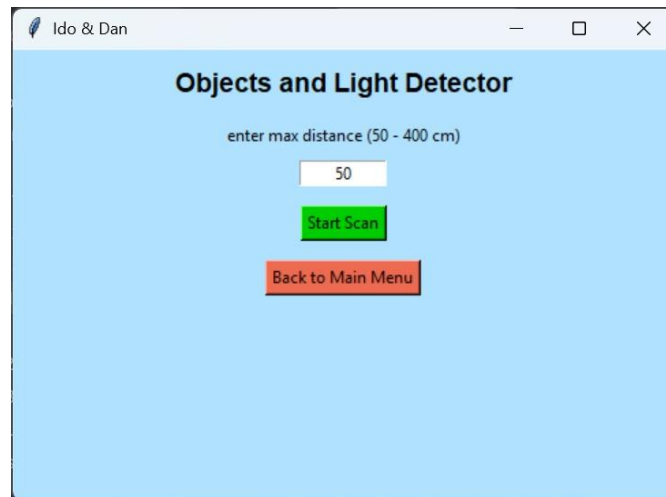 Ido & Dan
Objects and Light Detector
enter max distance (50 - 400 cm)
50
Start Scan
Back to Main Menu